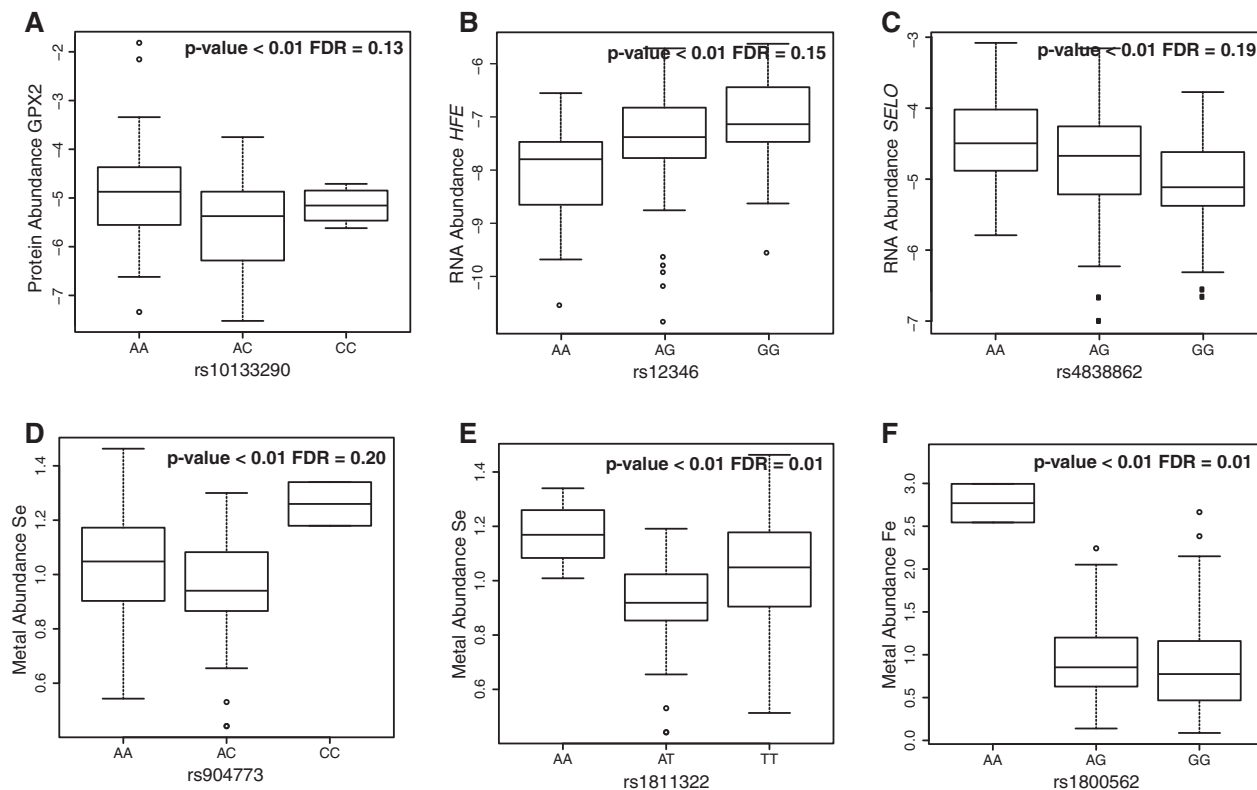 A
p-value < 0.01 FDR = 0.13
Protein Abundance GPX2
−2
−3
−4
−5
−6
−7
AA AC CC
rs10133290
B
p-value < 0.01 FDR = 0.15
RNA Abundance HFE
−6
−7
−8
−9
−10
AA AG GG
rs12346
C
p-value < 0.01 FDR = 0.19
RNA Abundance SELO
−3
−4
−5
−6
−7
AA AG GG
rs4838862
D
p-value < 0.01 FDR = 0.20
Metal Abundance Se
1.4
1.2
1.0
0.8
0.6
AA AC CC
rs904773
E
p-value < 0.01 FDR = 0.01
Metal Abundance Se
1.4
1.2
1.0
0.8
0.6
AA AT TT
rs1811322
F
p-value < 0.01 FDR = 0.01
Metal Abundance Fe
3.0
2.5
2.0
1.5
1.0
0.5
0.0
AA AG GG
rs1800562